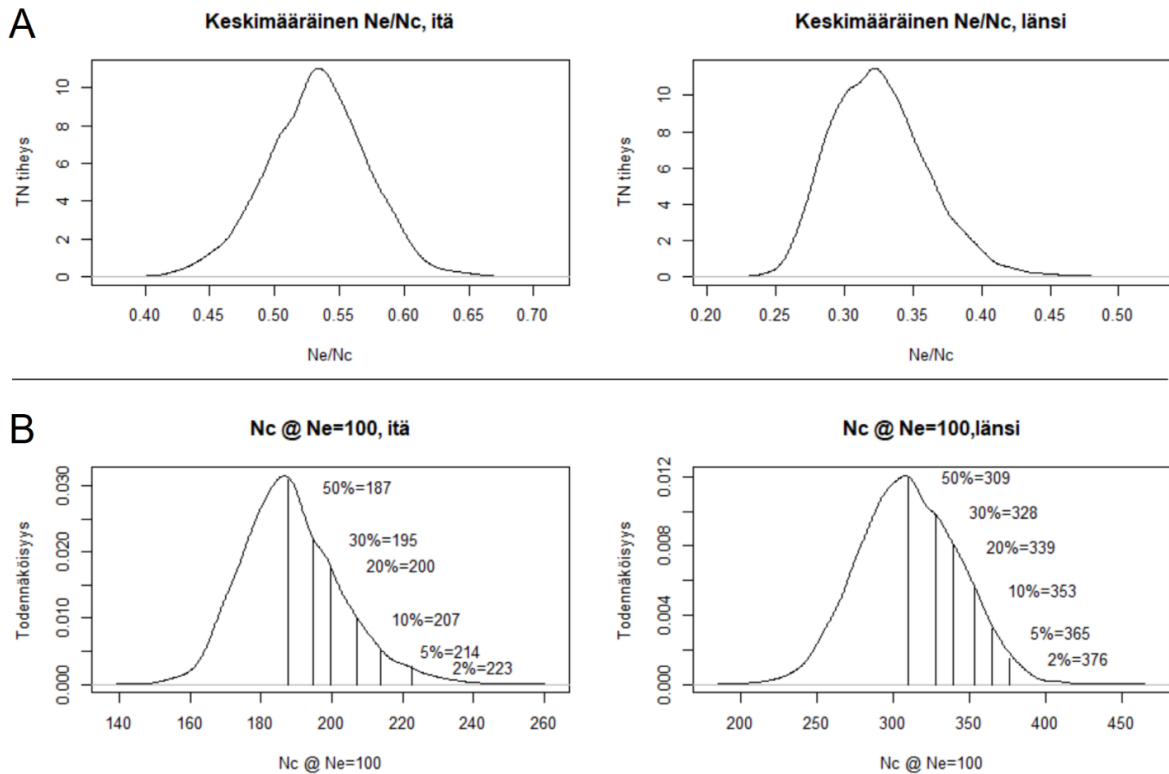 A
Keskimääräinen Ne/Nc, itä
TN tiheys
0 2 4 6 8 10
0.40 0.45 0.50 0.55 0.60 0.65 0.70
Ne/Nc
Keskimääräinen Ne/Nc, länsi
TN tiheys
0 2 4 6 8 10
0.20 0.25 0.30 0.35 0.40 0.45 0.50
Ne/Nc
B
Nc @ Ne=100, itä
Todennäköisyys
0.000 0.010 0.020 0.030
50%=187
30%=195
20%=200
10%=207
5%=214
2%=223
140 160 180 200 220 240 260
Nc @ Ne=100
Nc @ Ne=100,länsi
Todennäköisyys
0.000 0.004 0.008 0.012
50%=309
30%=328
20%=339
10%=353
5%=365
2%=376
200 250 300 350 400 450
Nc @ Ne=100